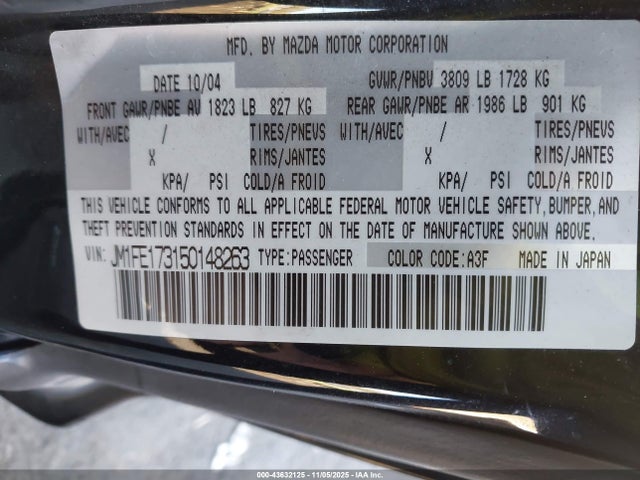 MFD. BY MAZDA MOTOR CORPORATION
DATE 10/04 GVWR/PNBV 3809 LB 1728 KG
FRONT GAWR/PNBE AV 1823 LB 827 KG REAR GAWR/PNBE AR 1986 LB 901 KG
WITH/AVEC / TIRES/PNEUS WITH/AVEC / TIRES/PNEUS
X RIMS/JANTES X RIMS/JANTES
KPA/ PSI COLD/A FROID KPA/ PSI COLD/A FROID
THIS VEHICLE CONFORMS TO ALL APPLICABLE FEDERAL MOTOR VEHICLE SAFETY,BUMPER,AND
THEFT PREVENTION STANDARDS IN EFFECT ON THE DATE OF MANUFACTURE SHOWN ABOVE.
VIN: JM1FE173150148263 TYPE:PASSENGER COLOR CODE:A3F MADE IN JAPAN
000-43632125 - 11/05/2025 - IAA Inc.